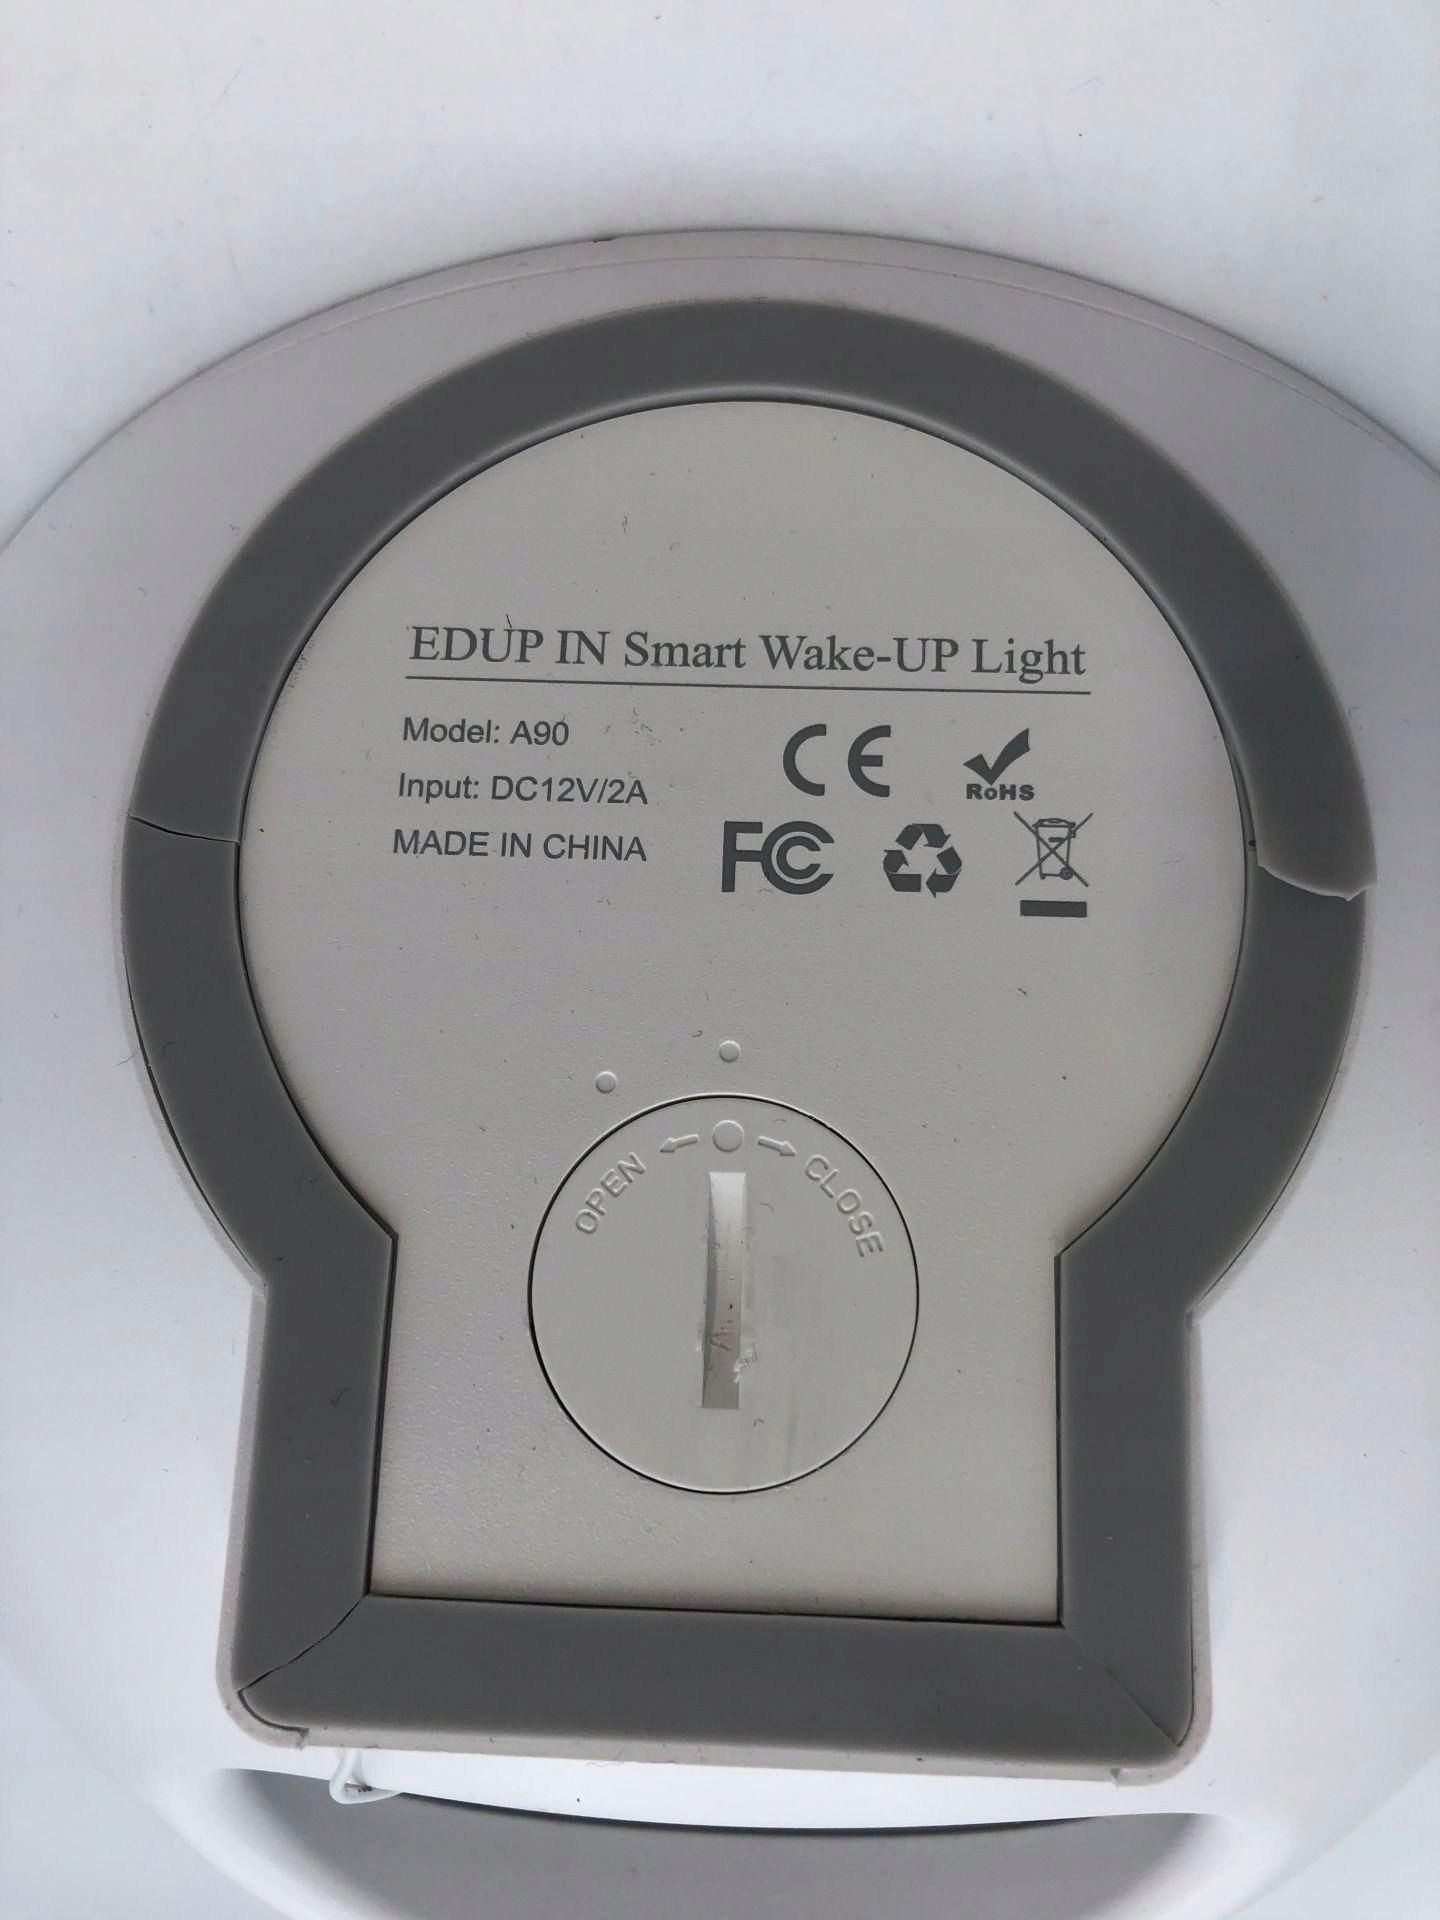 EDUP IN Smart Wake-UP Light
Model: A90
Input: DC12V/2A
MADE IN CHINA
CE
RoHS
FC
OPEN
CLOSE